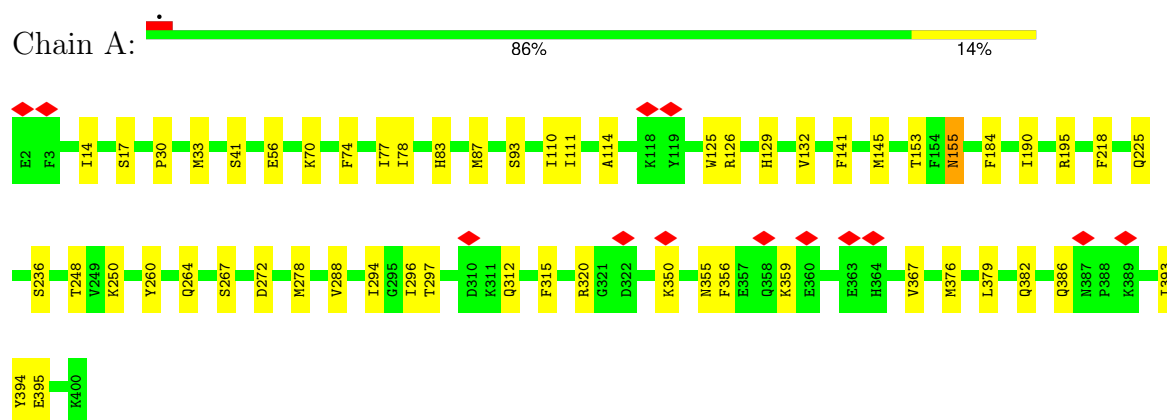 Chain A:
86% 14%
E2 F3 I14 S17 P30 M33 S41 E56 K70 F74 I77 I78 H83 M87 S93 I110 I111 A114 K118 Y119 W125 R126 H129 V132 F141 M145 T153 F154 N155 F184 I190 R195 F218 Q225
S236 T248 V249 K250 Y260 Q264 S267 D272 M278 V288 I294 G295 I296 T297 D310 K311 Q312 F315 R320 G321 D322 K350 N355 F356 E357 Q358 K359 E360 E363 H364 V367 M376 L379 Q382 Q386 N387 P388 K389
Y394 E395 K400